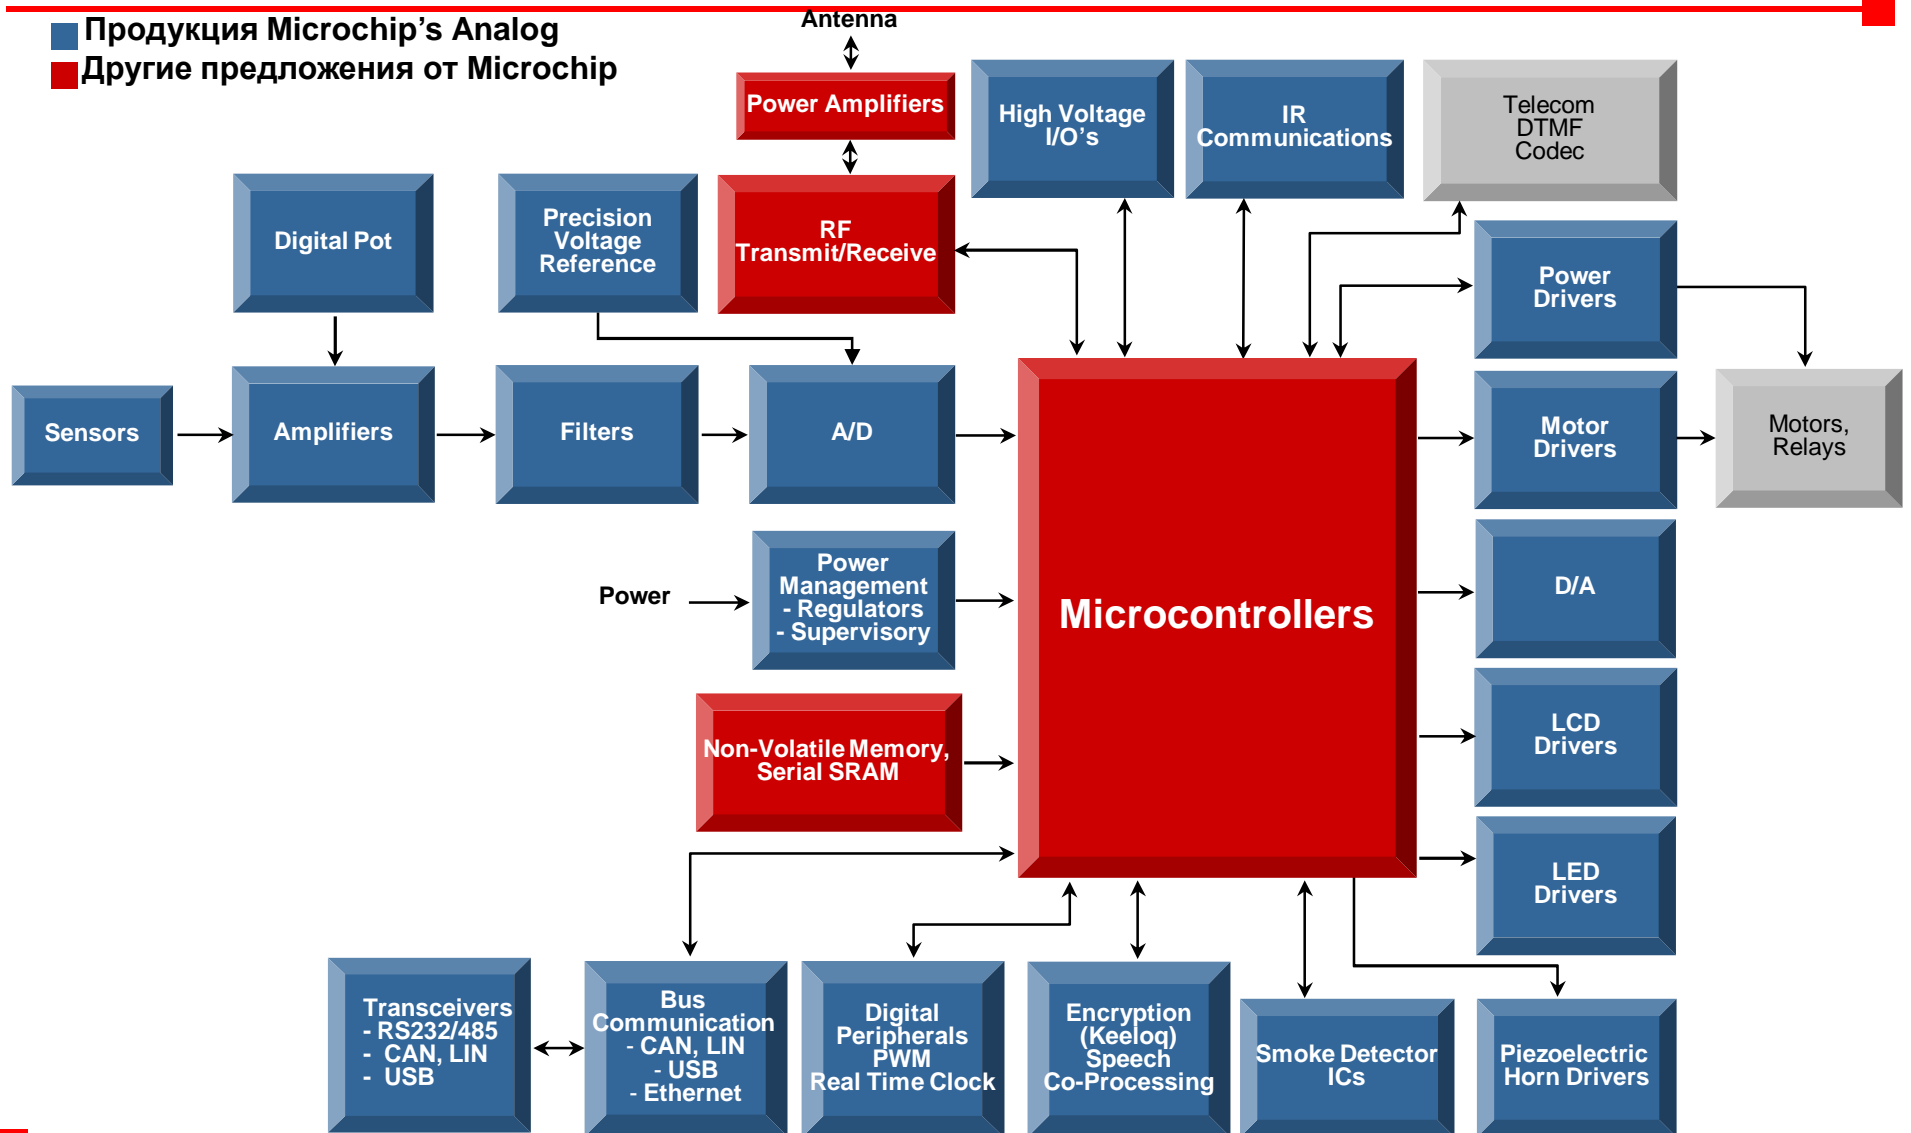 Продукция Microchip's Analog
Другие предложения от Microchip
Antenna
Power Amplifiers
High Voltage
I/O's
IR
Communications
Telecom
DTMF
Codec
Digital Pot
Precision
Voltage
Reference
RF
Transmit/Receive
Power
Drivers
Sensors
Amplifiers
Filters
A/D
Motor
Drivers
Motors,
Relays
Power
Power
Management
- Regulators
- Supervisory
Microcontrollers
D/A
Non-Volatile Memory,
Serial SRAM
LCD
Drivers
LED
Drivers
Transceivers
- RS232/485
- CAN, LIN
- USB
Bus
Communication
- CAN, LIN
- USB
- Ethernet
Digital
Peripherals
PWM
Real Time Clock
Encryption
(Keeloq)
Speech
Co-Processing
Smoke Detector
ICs
Piezoelectric
Horn Drivers